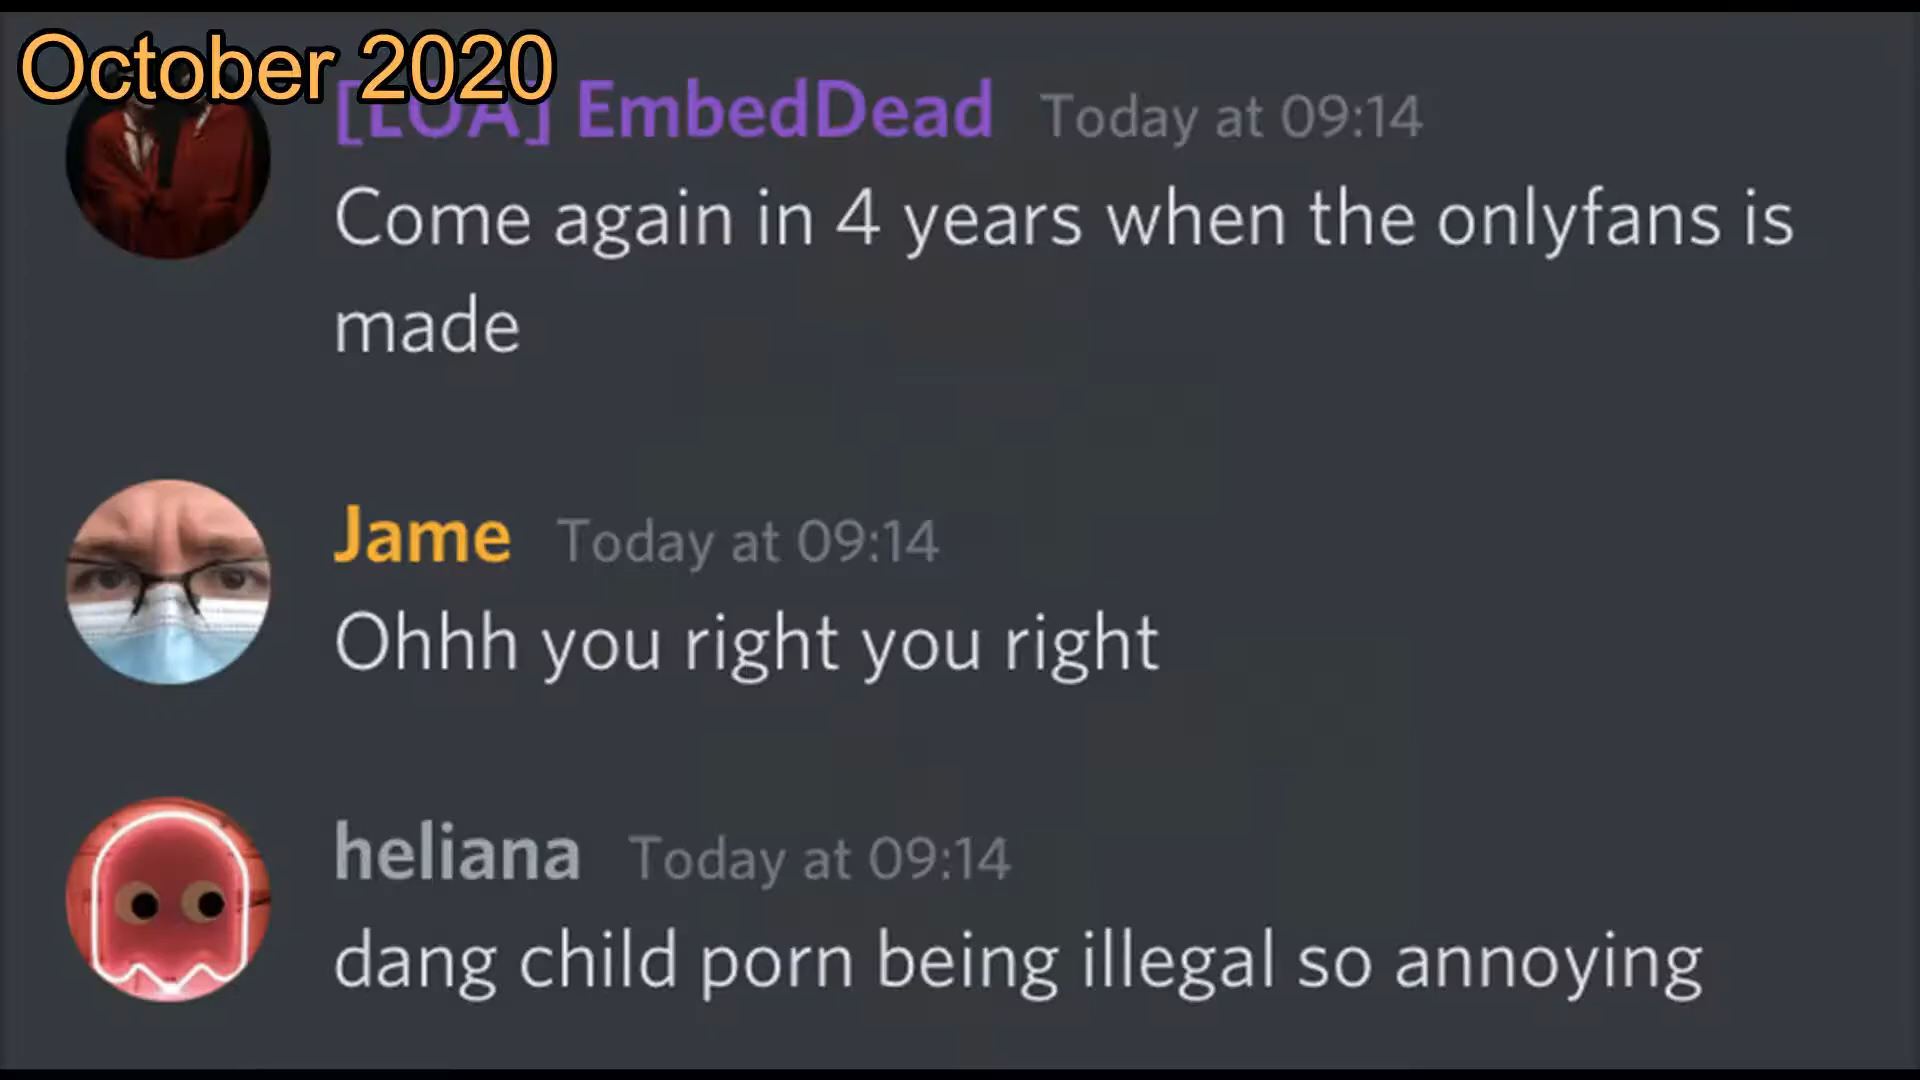 October 2020
[LOA] EmbedDead Today at 09:14
Come again in 4 years when the onlyfans is
made
Jame Today at 09:14
Ohhh you right you right
heliana Today at 09:14
dang child porn being illegal so annoying